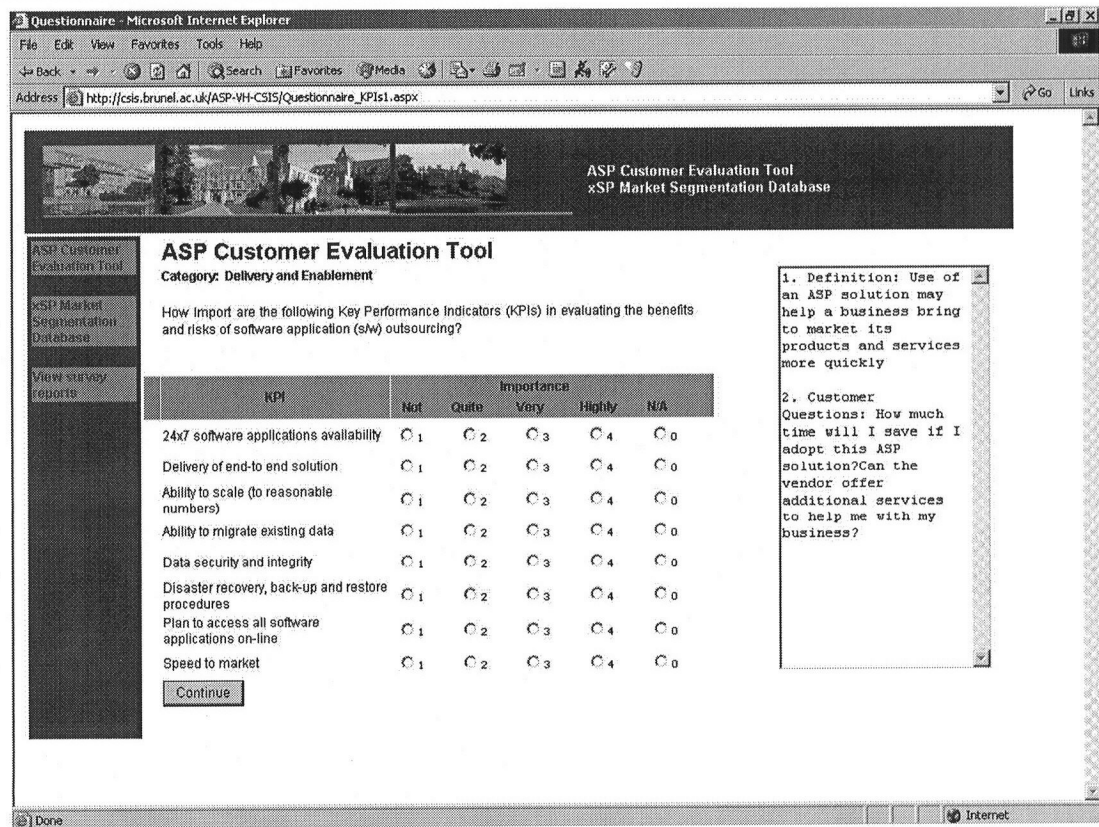 Questionnaire - Microsoft Internet Explorer
File Edit View Favorites Tools Help
Back Search Favorites Media
Address http://csis.brunel.ac.uk/ASP-VH-CSIS/Questionnaire_KPIs1.aspx Go Links
ASP Customer Evaluation Tool
xSP Market Segmentation Database
ASP Customer
Evaluation Tool
xSP Market
Segmentation
Database
View survey
reports
ASP Customer Evaluation Tool
Category: Delivery and Enablement
How Import are the following Key Performance Indicators (KPIs) in evaluating the benefits
and risks of software application (s/w) outsourcing?
KPI Importance
Not Quite Very Highly N/A
24x7 software applications availability 1 2 3 4 0
Delivery of end-to end solution 1 2 3 4 0
Ability to scale (to reasonable
numbers) 1 2 3 4 0
Ability to migrate existing data 1 2 3 4 0
Data security and integrity 1 2 3 4 0
Disaster recovery, back-up and restore
procedures 1 2 3 4 0
Plan to access all software
applications on-line 1 2 3 4 0
Speed to market 1 2 3 4 0
Continue
1. Definition: Use of
an ASP solution may
help a business bring
to market its
products and services
more quickly
2. Customer
Questions: How much
time will I save if I
adopt this ASP
solution?Can the
vendor offer
additional services
to help me with my
business?
Done Internet